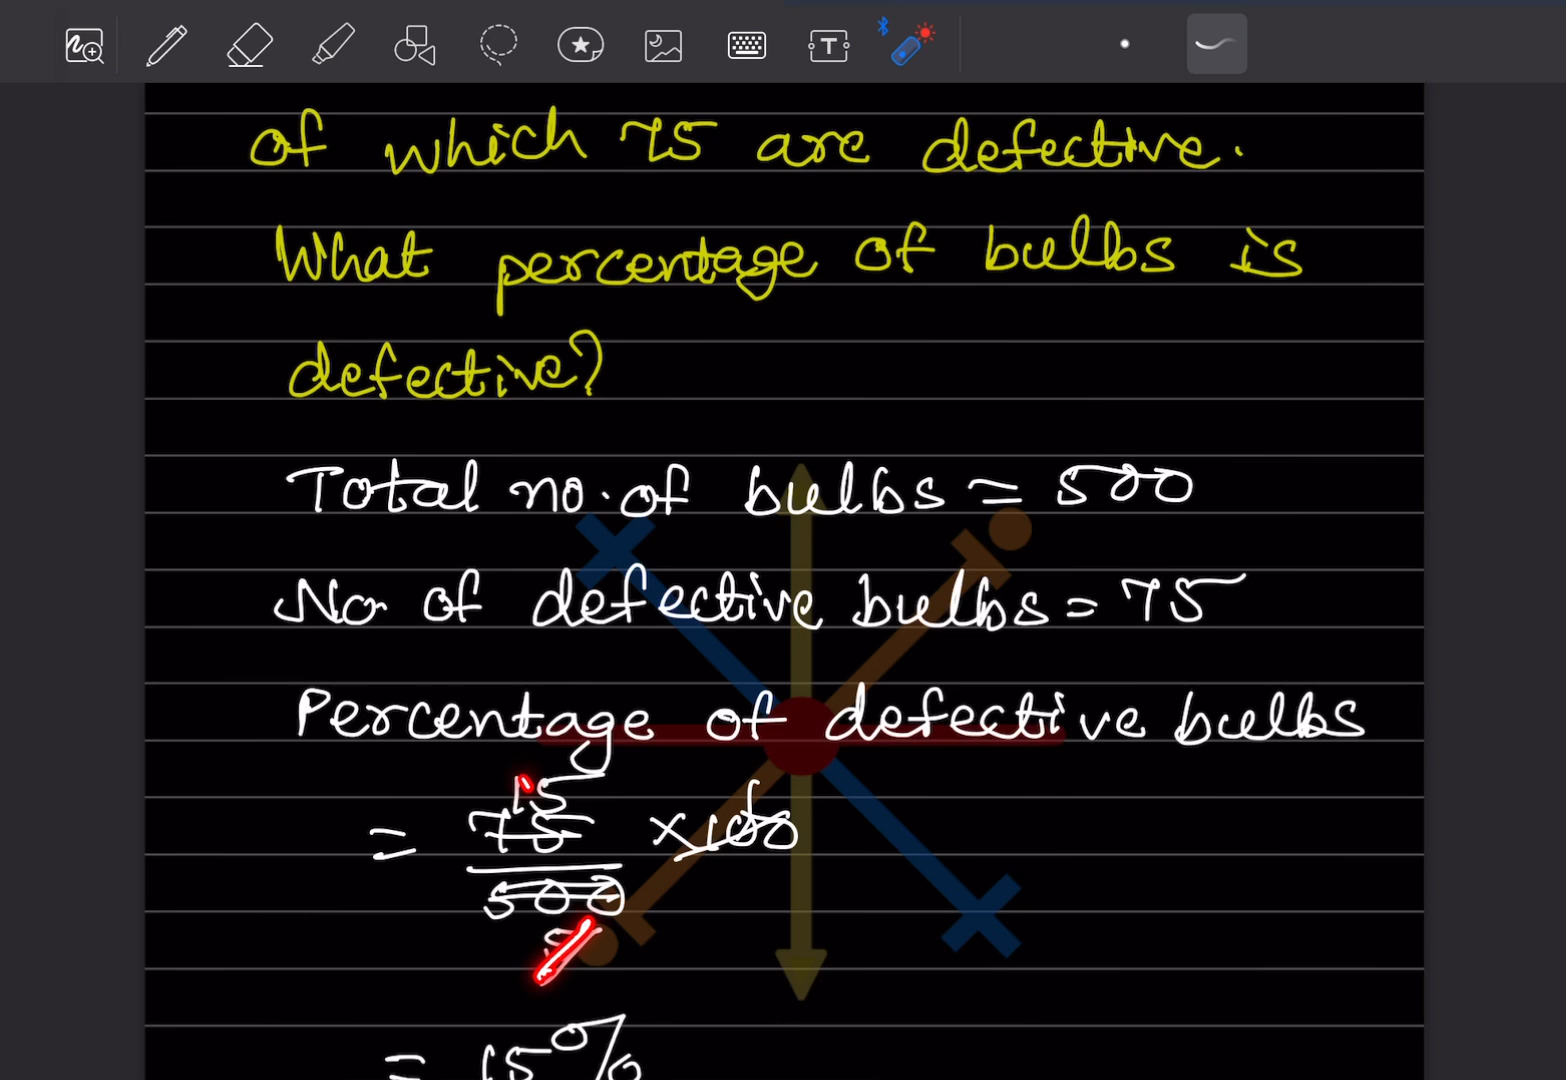 of which 75 are defective.
What percentage of bulbs is
defective?
Total no. of bulbs = 500
No of defective bulbs = 75
Percentage of defective bulbs
15
= 75 × 100
500
5
= 15%